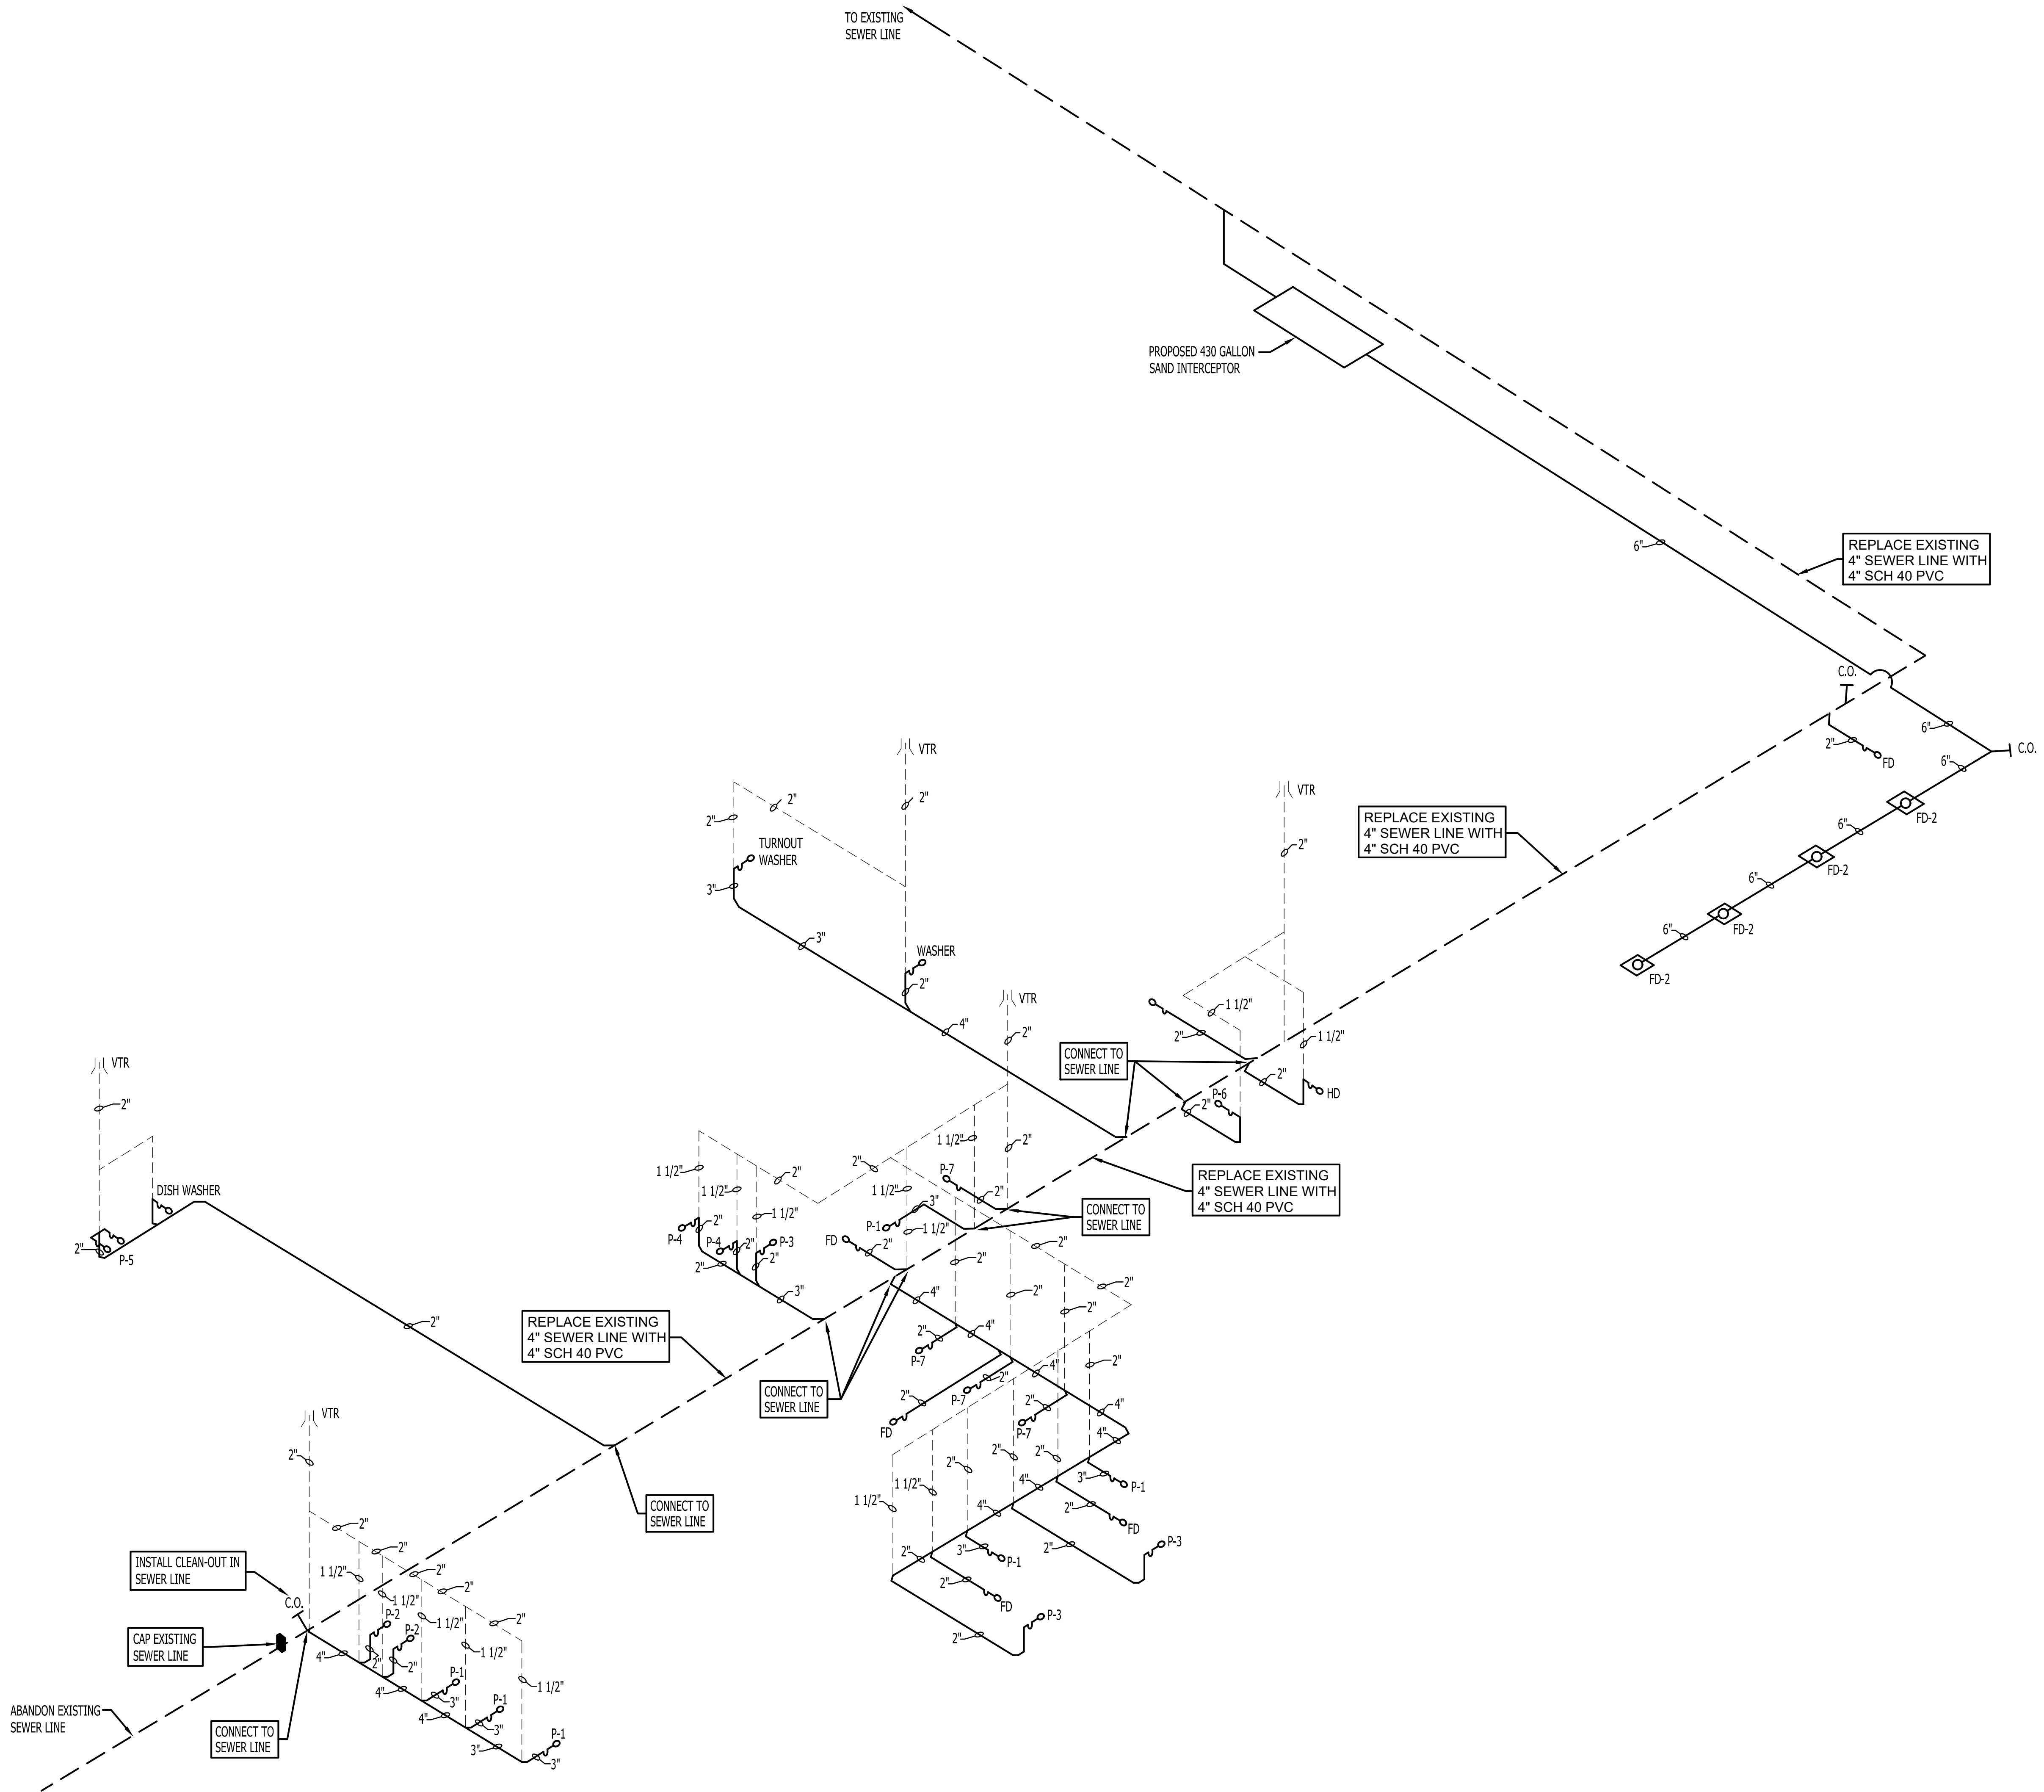 TO EXISTING
SEWER LINE
PROPOSED 430 GALLON
SAND INTERCEPTOR
6"
REPLACE EXISTING
4" SEWER LINE WITH
4" SCH 40 PVC
C.O.
6"
C.O.
2"
FD
6"
FD-2
6"
FD-2
6"
FD-2
6"
FD-2
VTR
2"
2"
2"
TURNOUT
WASHER
3"
3"
WASHER
2"
4"
VTR
2"
REPLACE EXISTING
4" SEWER LINE WITH
4" SCH 40 PVC
1 1/2"
2"
1 1/2"
2"
HD
P-6
2"
CONNECT TO
SEWER LINE
VTR
2"
2"
1 1/2"
REPLACE EXISTING
4" SEWER LINE WITH
4" SCH 40 PVC
CONNECT TO
SEWER LINE
VTR
2"
DISH WASHER
2"
P-5
2"
1 1/2"
1 1/2"
1 1/2"
2"
2"
P-7
2"
1 1/2"
3"
P-1
1 1/2"
P-4
2"
P-4
2"
P-3
2"
2"
3"
FD
2"
4"
2"
2"
2"
2"
2"
4"
2"
P-7
2"
P-7
4"
2"
FD
2"
P-7
4"
4"
2"
REPLACE EXISTING
4" SEWER LINE WITH
4" SCH 40 PVC
CONNECT TO
SEWER LINE
CONNECT TO
SEWER LINE
3"
P-1
2"
2"
2"
1 1/2"
1 1/2"
4"
4"
2"
FD
2"
P-3
2"
3"
P-1
2"
FD
2"
P-3
VTR
2"
2"
2"
2"
2"
2"
1 1/2"
1 1/2"
1 1/2"
1 1/2"
1 1/2"
INSTALL CLEAN-OUT IN
SEWER LINE
C.O.
CAP EXISTING
SEWER LINE
4"
P-2
2"
P-2
2"
4"
P-1
3"
4"
P-1
3"
3"
P-1
3"
ABANDON EXISTING
SEWER LINE
CONNECT TO
SEWER LINE